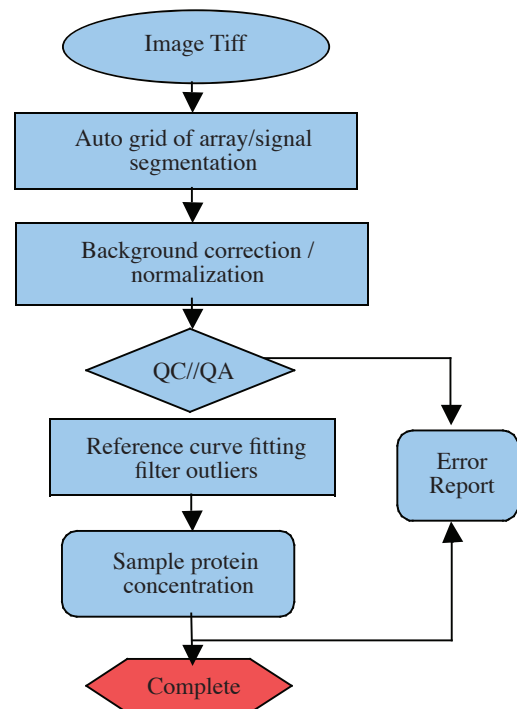 Image Tiff
Auto grid of array/signal
segmentation
Background correction /
normalization
QC//QA
Reference curve fitting
filter outliers
Error
Report
Sample protein
concentration
Complete